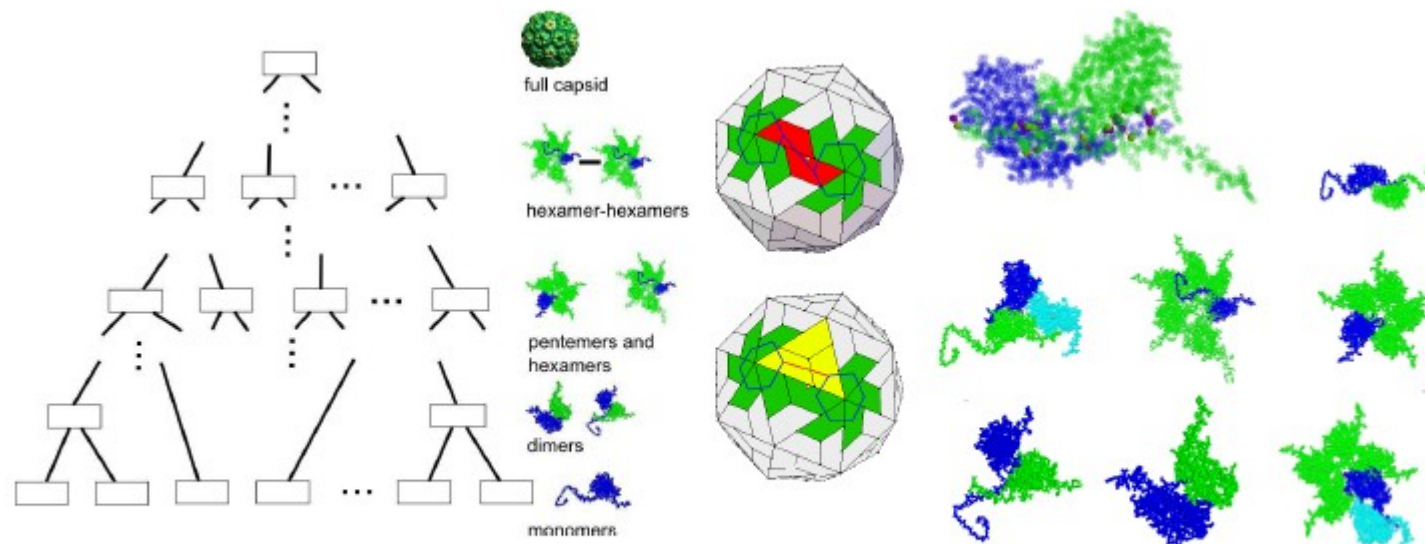 full capsid
hexamer-hexamers
pentemers and
hexamers
dimers
monomers